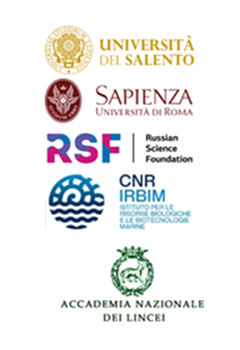 UNIVERSITÀ
DEL SALENTO
SAPIENZA
UNIVERSITÀ DI ROMA
RSF
Russian
Science
Foundation
CNR
IRBIM
ISTITUTO PER LE
RISORSE BIOLOGICHE
E LE BIOTECNOLOGIE
MARINE
ACCADEMIA NAZIONALE
DEI LINCEI